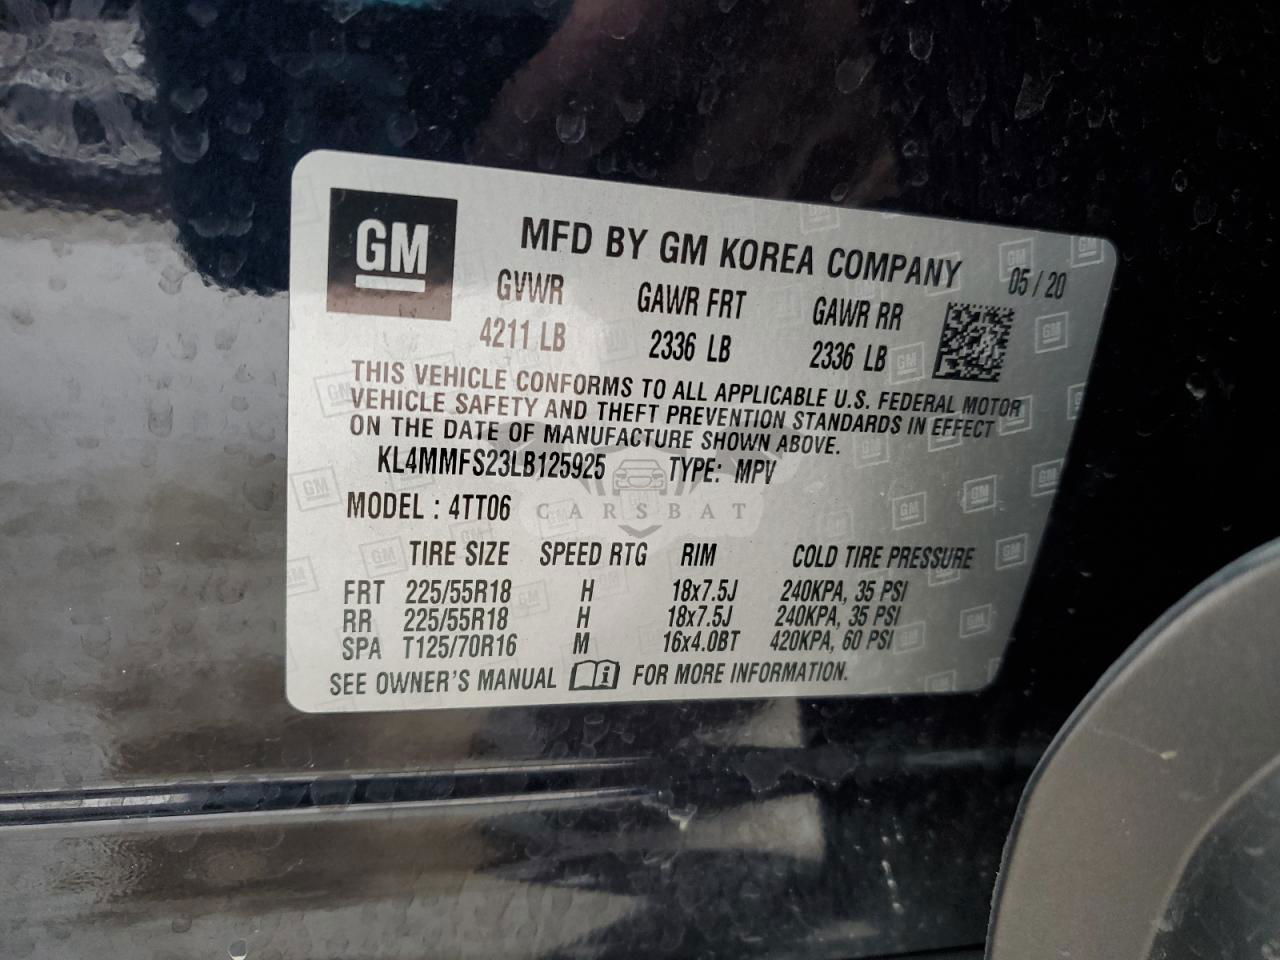 GM
MFD BY GM KOREA COMPANY
05 / 20
GVWR GAWR FRT GAWR RR
4211 LB 2336 LB 2336 LB
THIS VEHICLE CONFORMS TO ALL APPLICABLE U.S. FEDERAL MOTOR
VEHICLE SAFETY AND THEFT PREVENTION STANDARDS IN EFFECT
ON THE DATE OF MANUFACTURE SHOWN ABOVE.
KL4MMFS23LB125925 TYPE: MPV
MODEL : 4TT06
CARSBAT
TIRE SIZE SPEED RTG RIM COLD TIRE PRESSURE
FRT 225/55R18 H 18x7.5J 240KPA, 35 PSI
RR 225/55R18 H 18x7.5J 240KPA, 35 PSI
SPA T125/70R16 M 16x4.0BT 420KPA, 60 PSI
SEE OWNER'S MANUAL FOR MORE INFORMATION.